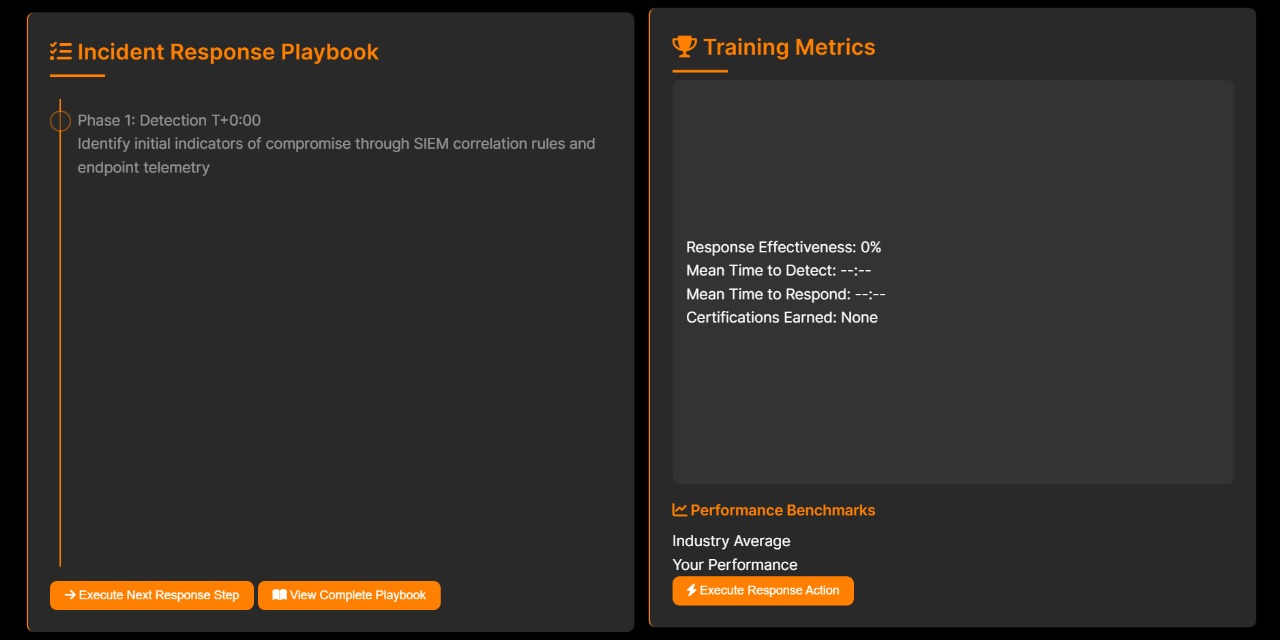 Incident Response Playbook
Phase 1: Detection T+0:00
Identify initial indicators of compromise through SIEM correlation rules and
endpoint telemetry
Execute Next Response Step
View Complete Playbook
Training Metrics
Response Effectiveness: 0%
Mean Time to Detect: --:--
Mean Time to Respond: --:--
Certifications Earned: None
Performance Benchmarks
Industry Average
Your Performance
Execute Response Action